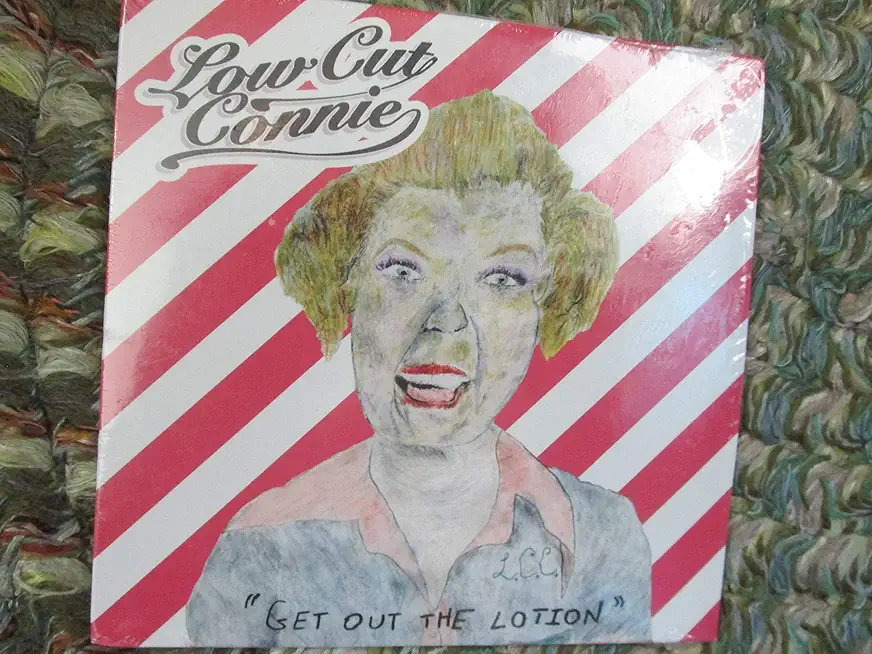 Low Cut
Connie
L.C.C.
"GET OUT THE LOTION"